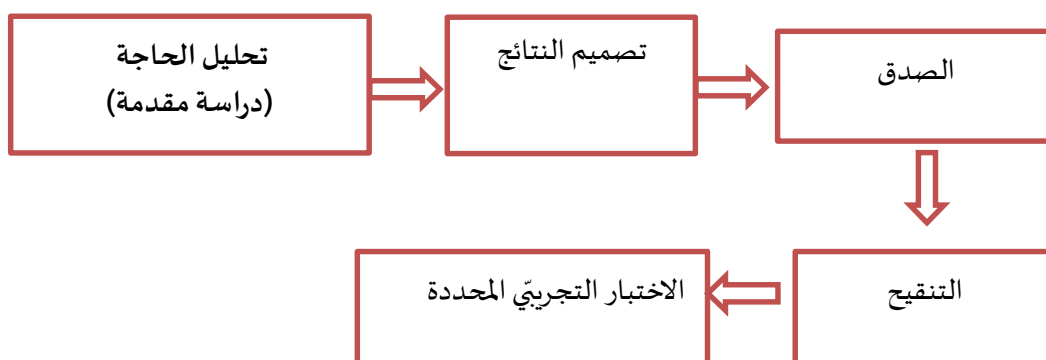 تحليل الحاجة
(دراسة مقدمة)
تصميم النتائج
الصدق
التنقيح
الاختبار التجريبّي المحددة